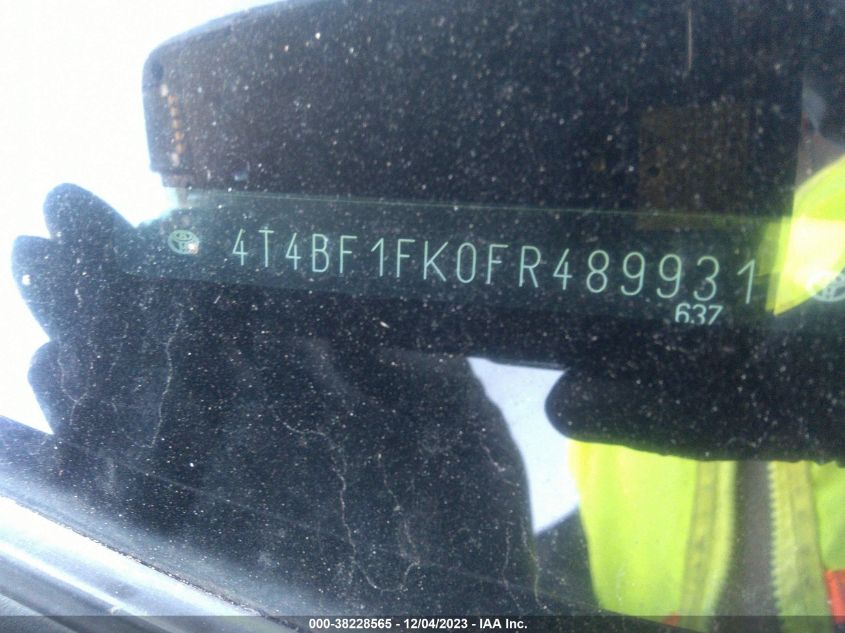 4T4BF1FK0FR489931
637
000-38228565 - 12/04/2023 - IAA Inc.